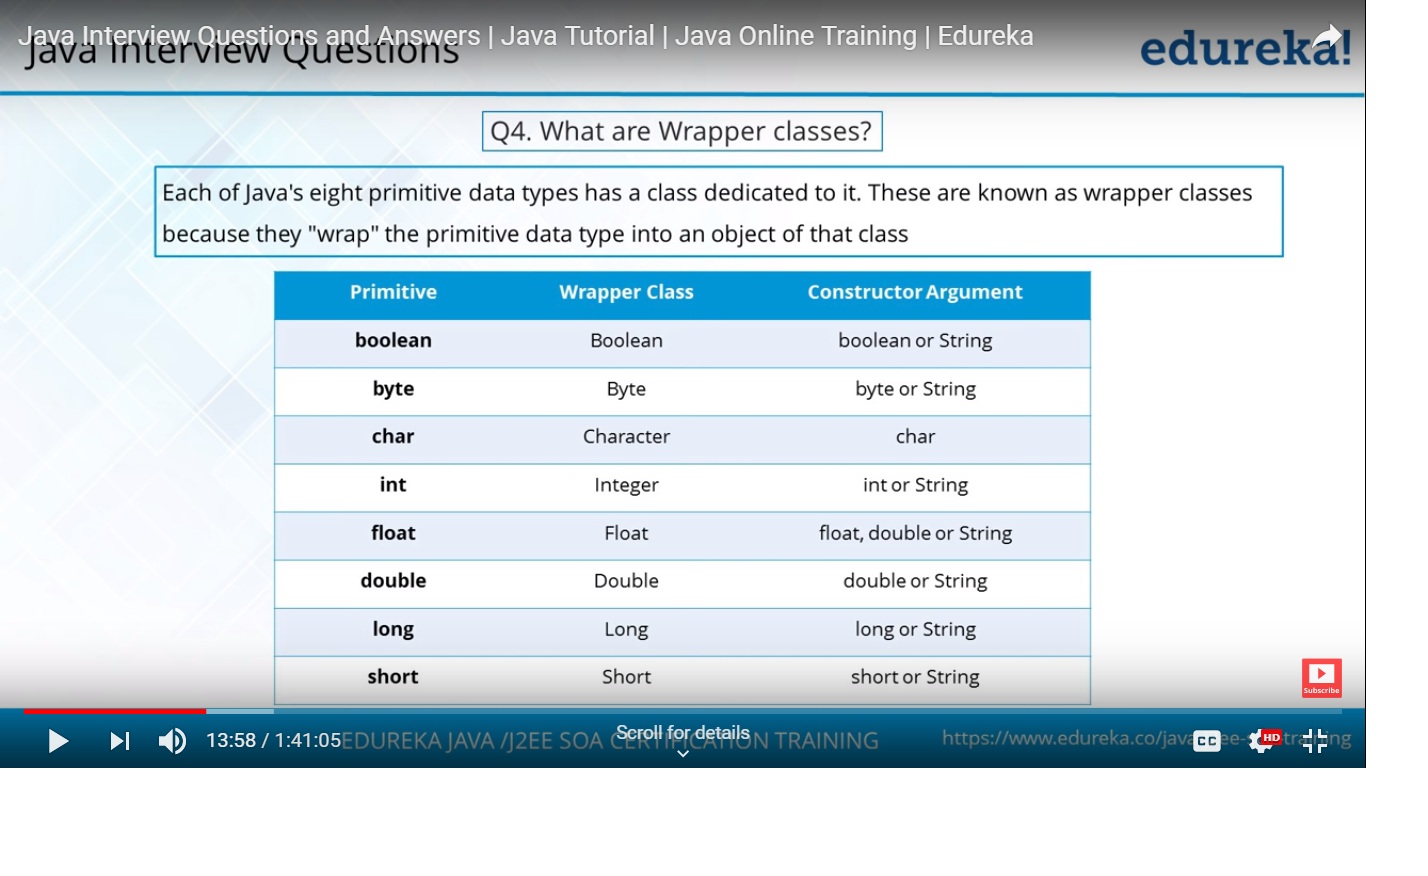 Java Interview Questions and Answers | Java Tutorial | Java Online Training | Edureka
Java Interview Questions
edureka!
Q4. What are Wrapper classes?
Each of Java's eight primitive data types has a class dedicated to it. These are known as wrapper classes
because they "wrap" the primitive data type into an object of that class
Primitive Wrapper Class Constructor Argument
boolean Boolean boolean or String
byte Byte byte or String
char Character char
int Integer int or String
float Float float, double or String
double Double double or String
long Long long or String
short Short short or String
Subscribe
13:58 / 1:41:05
EDUREKA JAVA /J2EE SOA CERTIFICATION TRAINING
Scroll for details
https://www.edureka.co/java
training
CC
HD